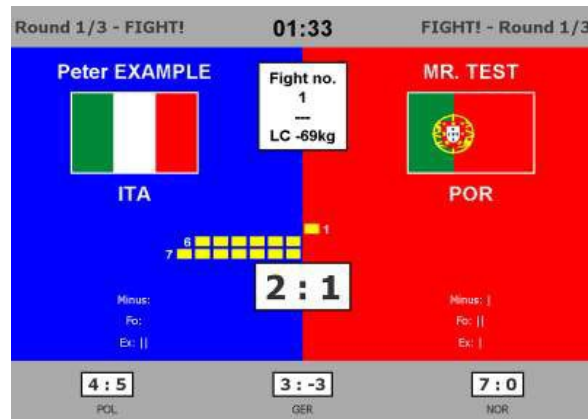 Round 1/3 - FIGHT!
01:33
FIGHT! - Round 1/3
Peter EXAMPLE
Fight no.
1
---
LC -69kg
MR. TEST
ITA
POR
1
6
7
2 : 1
Minus:
Fo:
Ex: ||
Minus: |
Fo: ||
Ex: |
4 : 5
POL
3 : -3
GER
7 : 0
NOR